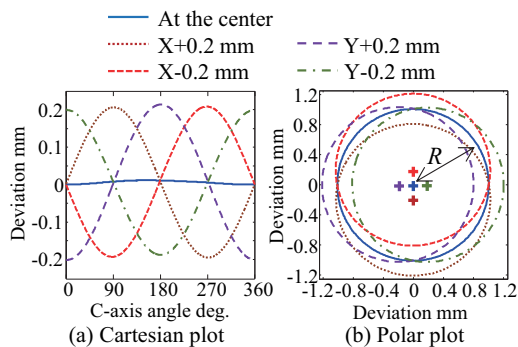 At the center
X+0.2 mm
Y+0.2 mm
X-0.2 mm
Y-0.2 mm
Deviation mm
0.2
0.1
0
-0.1
-0.2
0
90
180
270
360
C-axis angle deg.
(a) Cartesian plot
Deviation mm
1.2
0.8
0.4
0
-0.4
-0.8
-1.2
R
-1.2
-0.8
-0.4
0.4
0.8
1.2
Deviation mm
(b) Polar plot